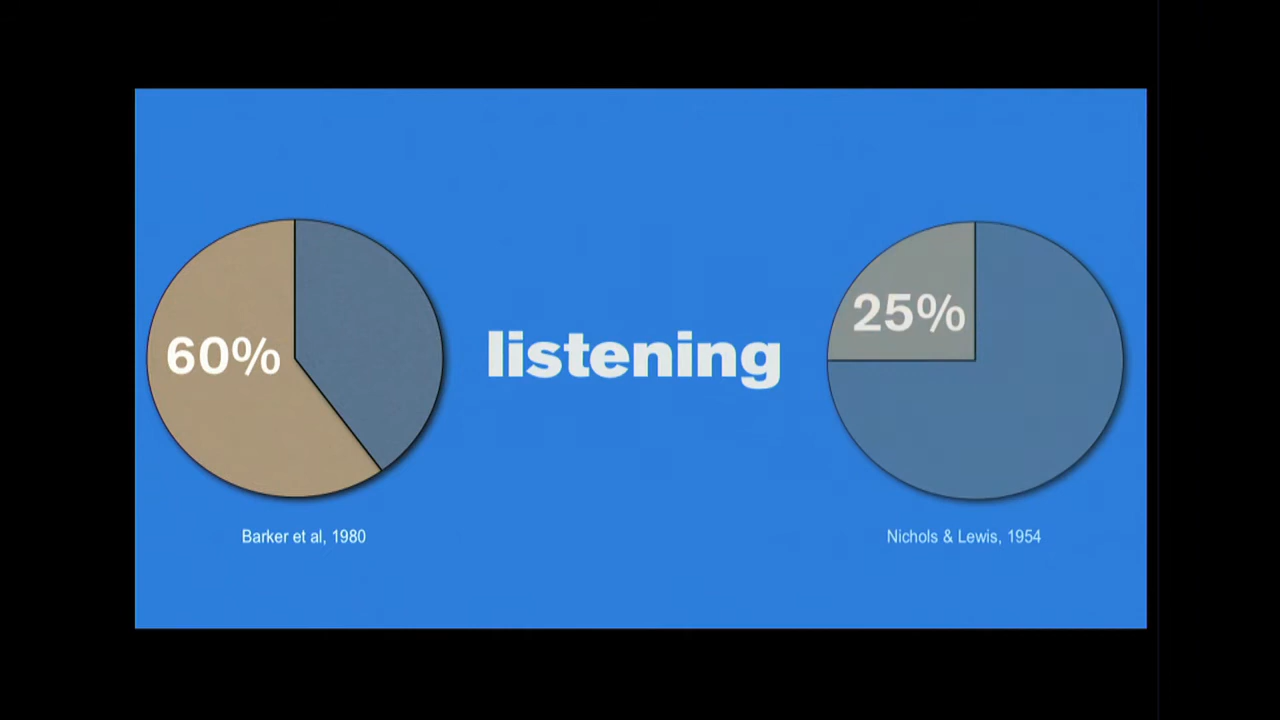 60%
listening
25%
Barker et al, 1980
Nichols & Lewis, 1954